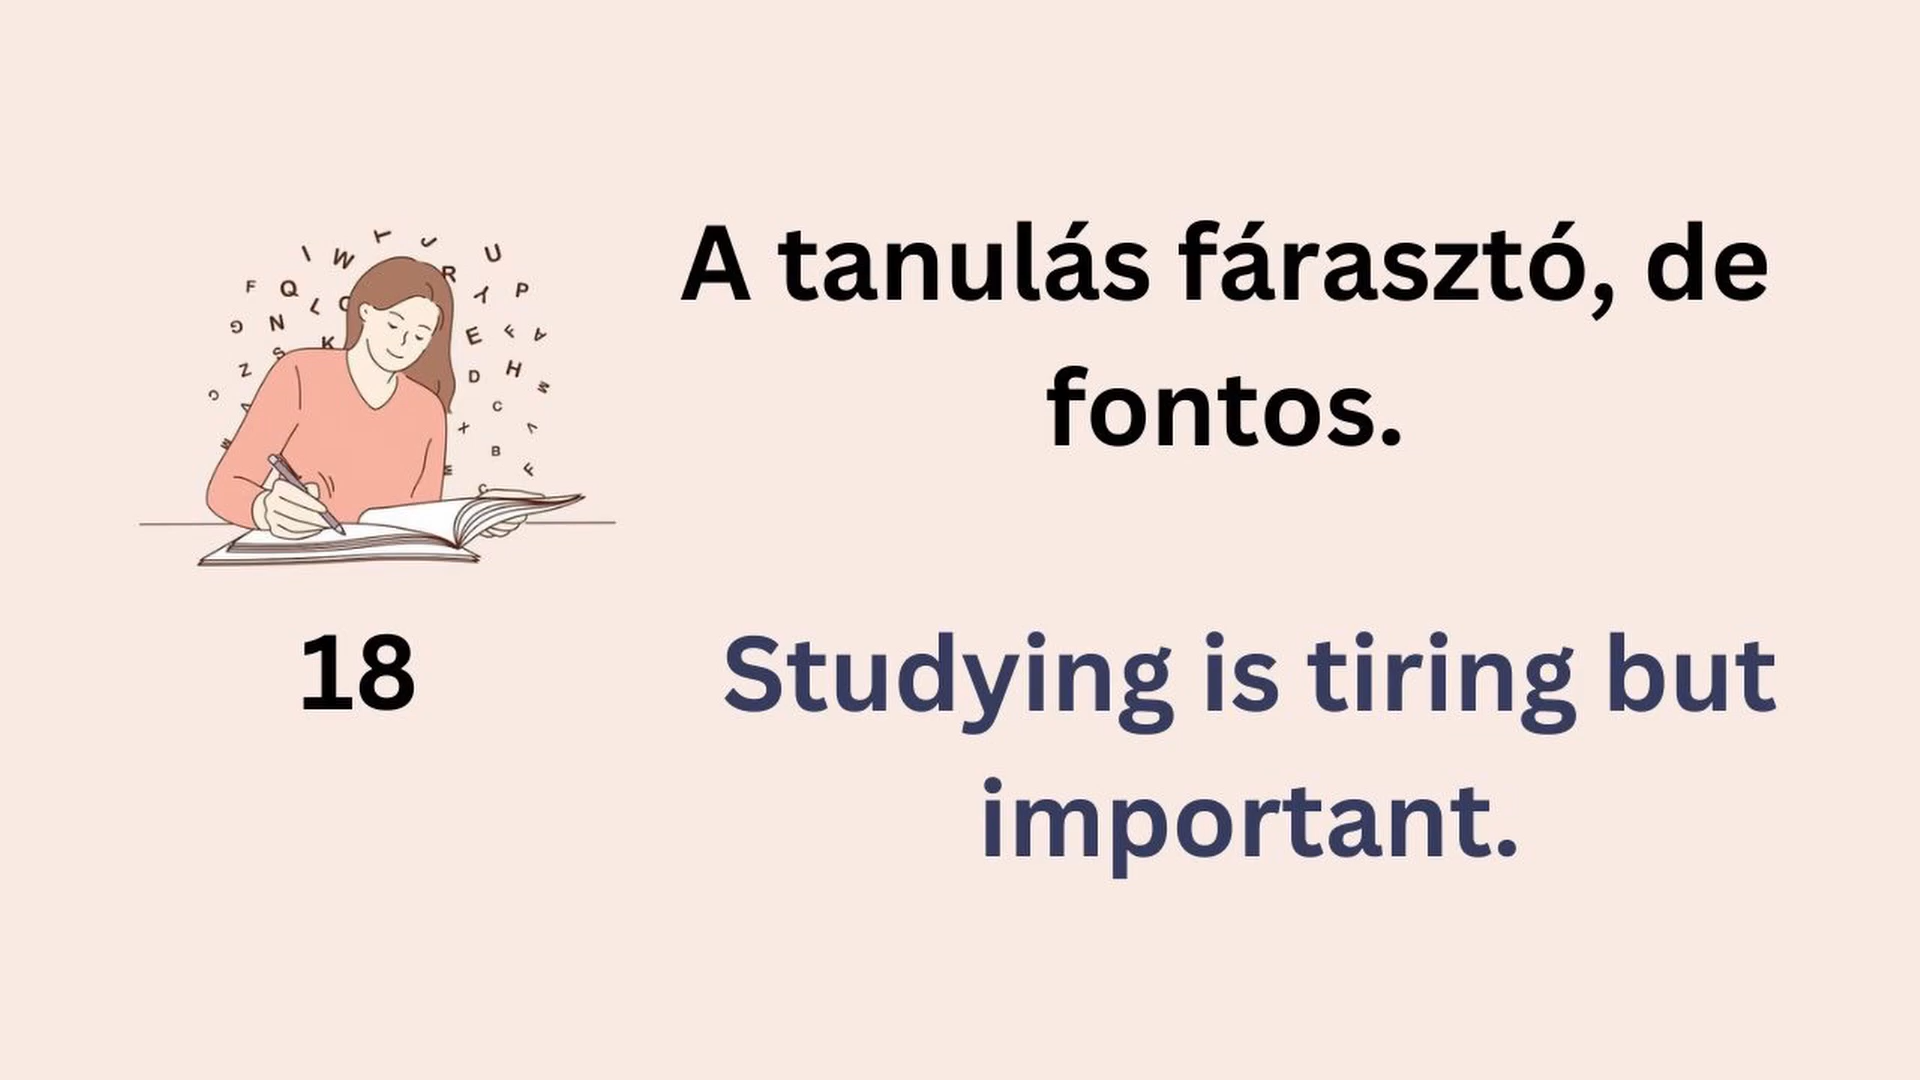 A tanulás fárasztó, de
fontos.
18
Studying is tiring but
important.